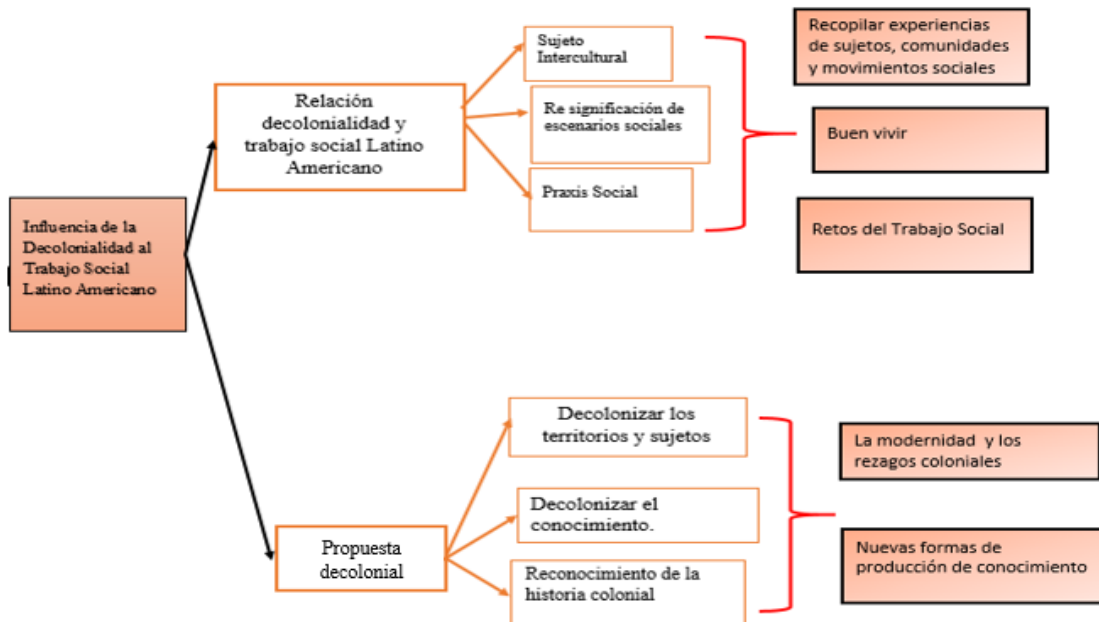 Influencia de la
Decolonialidad al
Trabajo Social
Latino Americano
Relación
decolonialidad y
trabajo social Latino
Americano
Sujeto
Intercultural
Re significación de
escenarios sociales
Praxis Social
Recopilar experiencias
de sujetos, comunidades
y movimientos sociales
Buen vivir
Retos del Trabajo Social
Propuesta
decolonial
Decolonizar los
territorios y sujetos
Decolonizar el
conocimiento.
Reconocimiento de la
historia colonial
La modernidad y los
rezagos coloniales
Nuevas formas de
producción de conocimiento